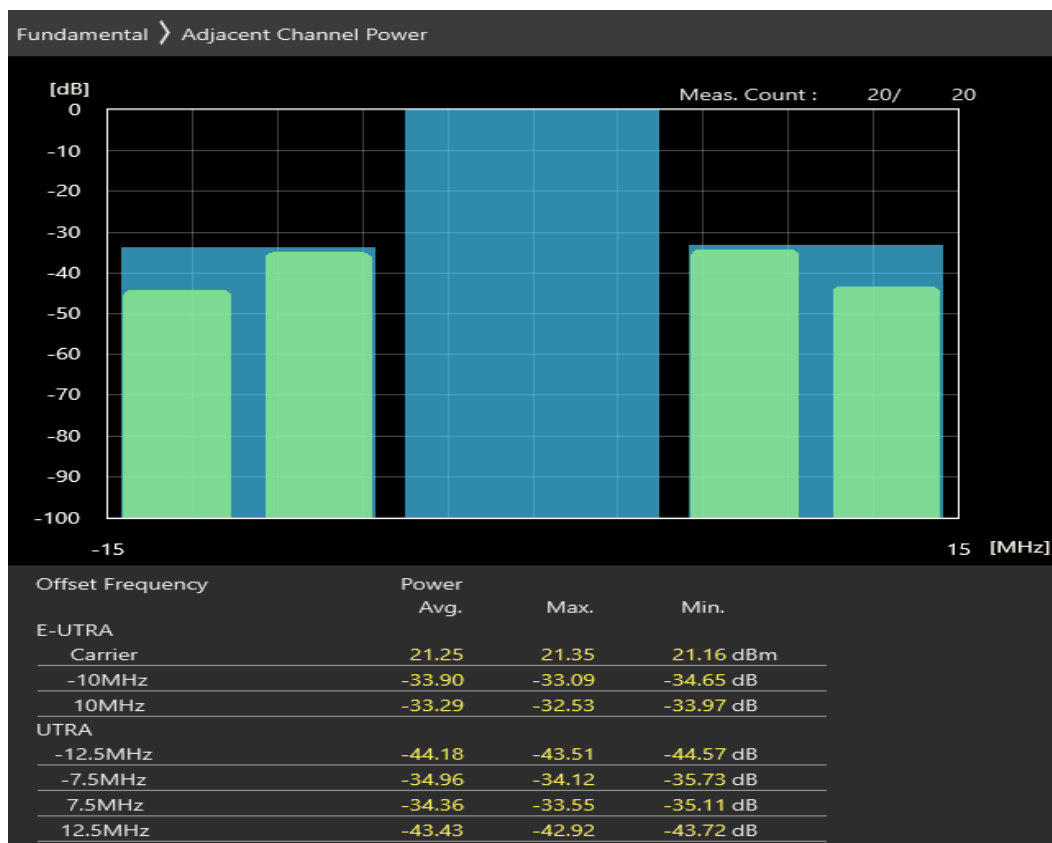 Fundamental 〉 Adjacent Channel Power
[dB]
Meas. Count : 20/ 20
0
-10
-20
-30
-40
-50
-60
-70
-80
-90
-100
-15 15 [MHz]
Offset Frequency Power
Avg. Max. Min.
E-UTRA
Carrier 21.25 21.35 21.16 dBm
-10MHz -33.90 -33.09 -34.65 dB
10MHz -33.29 -32.53 -33.97 dB
UTRA
-12.5MHz -44.18 -43.51 -44.57 dB
-7.5MHz -34.96 -34.12 -35.73 dB
7.5MHz -34.36 -33.55 -35.11 dB
12.5MHz -43.43 -42.92 -43.72 dB